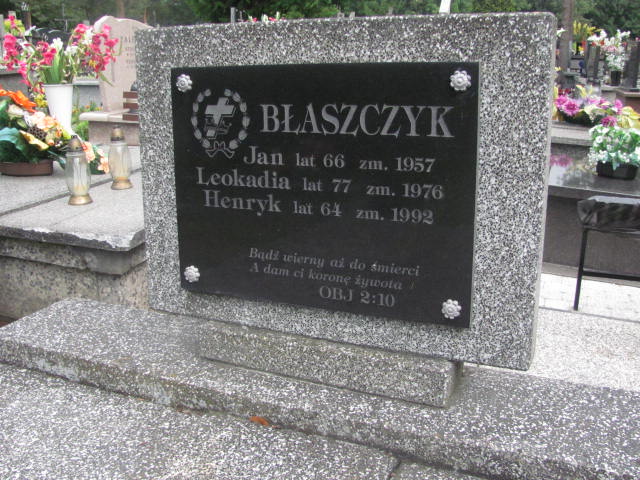 BŁASZCZYK
Jan lat 66 zm. 1957
Leokadia lat 77 zm. 1976
Henryk lat 64 zm. 1992
Bądź wierny aż do śmierci
A dam ci koronę żywota
OBJ 2:10